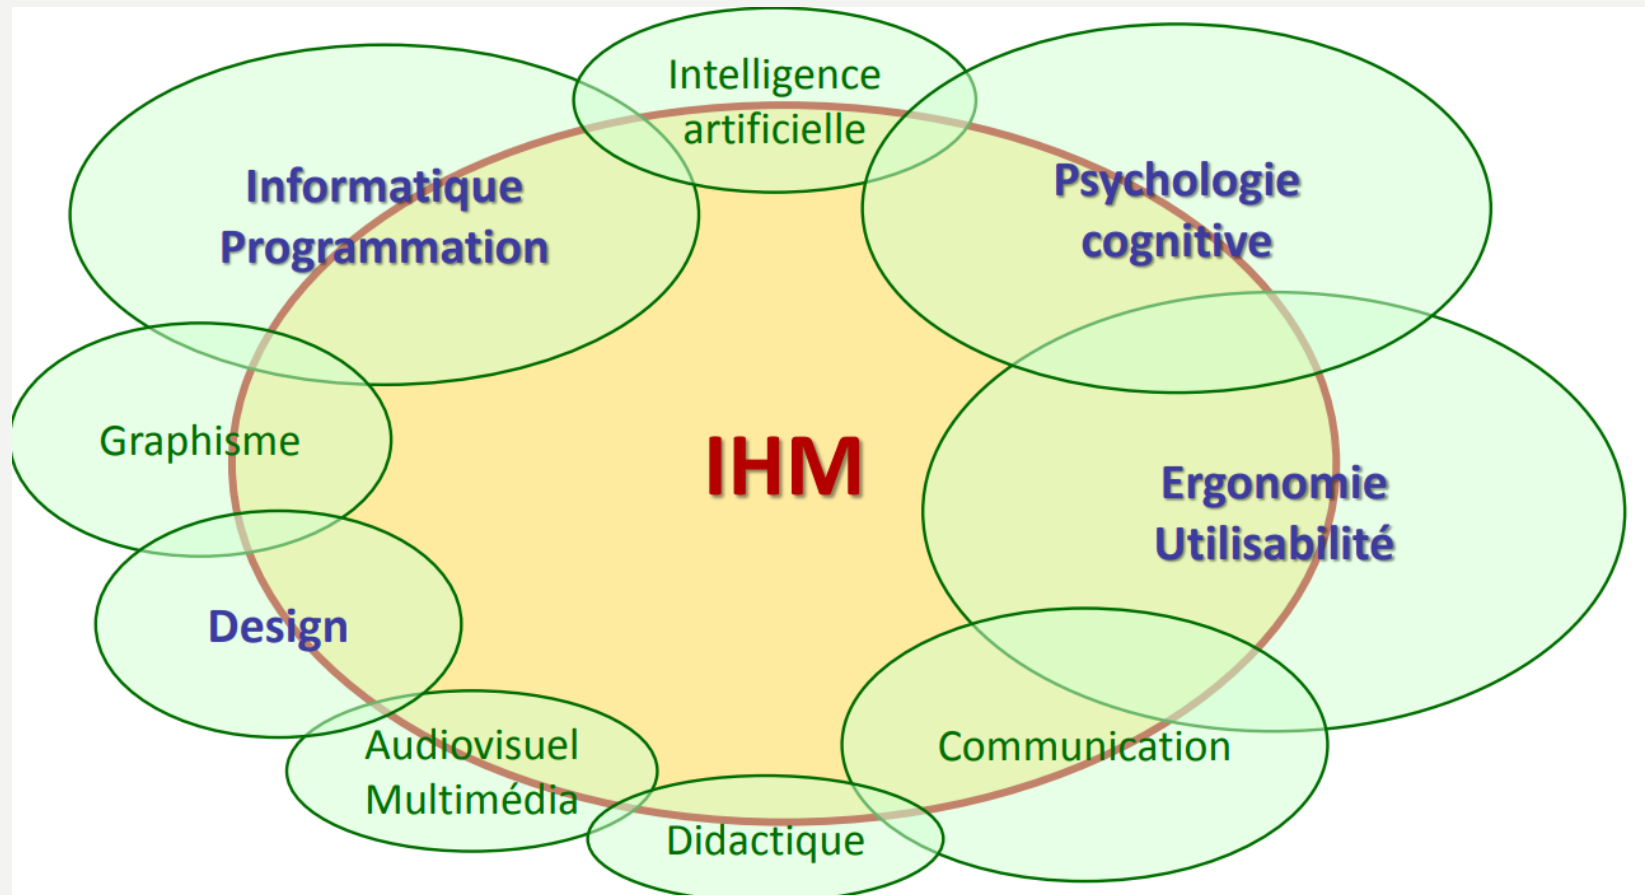 Intelligence
artificielle
Informatique
Programmation
Psychologie
cognitive
Graphisme
IHM
Ergonomie
Utilisabilité
Design
Audiovisuel
Multimédia
Communication
Didactique